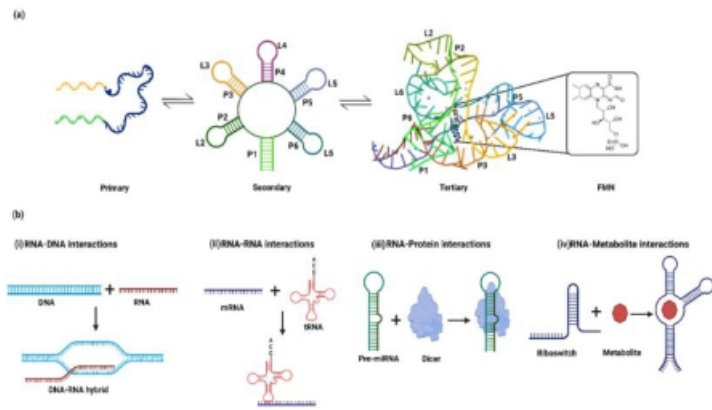 (a)
L4
P4
L3
P3
L5
P5
P2
L2
P6
L5
P1
L2
P2
L6
P5
L5
P6
L3
P3
P1
Primary
Secondary
Tertiary
FMN
(b)
(i)RNA-DNA interactions
(ii)RNA-RNA interactions
(iii)RNA-Protein interactions
(iv)RNA-Metabolite interactions
A
C
C
DNA
RNA
mRNA
tRNA
Pre-miRNA
Dicer
Riboswitch
Metabolite
A
C
C
DNA-RNA hybrid